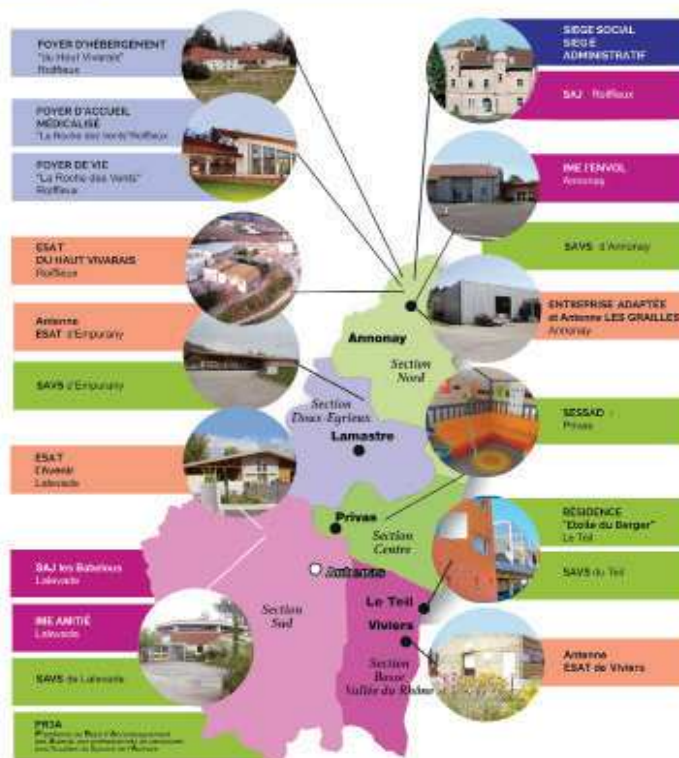 FOYER D'HÉBERGEMENT
"du Haut Vivarais"
Roiffieux
FOYER D'ACCUEIL
MÉDICALISÉ
"La Roche des Vents" Roiffieux
FOYER DE VIE
"La Roche des Vents"
Roiffieux
ESAT
DU HAUT VIVARAIS
Roiffieux
Antenne
ESAT d'Empurany
SAVS d'Empurany
ESAT
L'Avenir
Lalevade
SAJ les Babelous
Lalevade
IME AMITIÉ
Lalevade
SAVS de Lalevade
PR3A
SIEGE SOCIAL
SIEGE
ADMINISTRATIF
SAJ Roiffieux
IME l'ENVOL
Annonay
SAVS d'Annonay
ENTREPRISE ADAPTÉE
et Antenne LES GRAILLES
Annonay
SESSAD -
Privas
RÉSIDENCE
"Etoile du Berger"
Le Teil
SAVS du Teil
Antenne
ESAT de Viviers
Annonay
Section
Nord
Section
Doux-Eyrieux
Lamastre
Privas
Section
Centre
Aubenas
Section
Sud
Le Teil
Viviers
Section
Basse
Vallée du Rhône